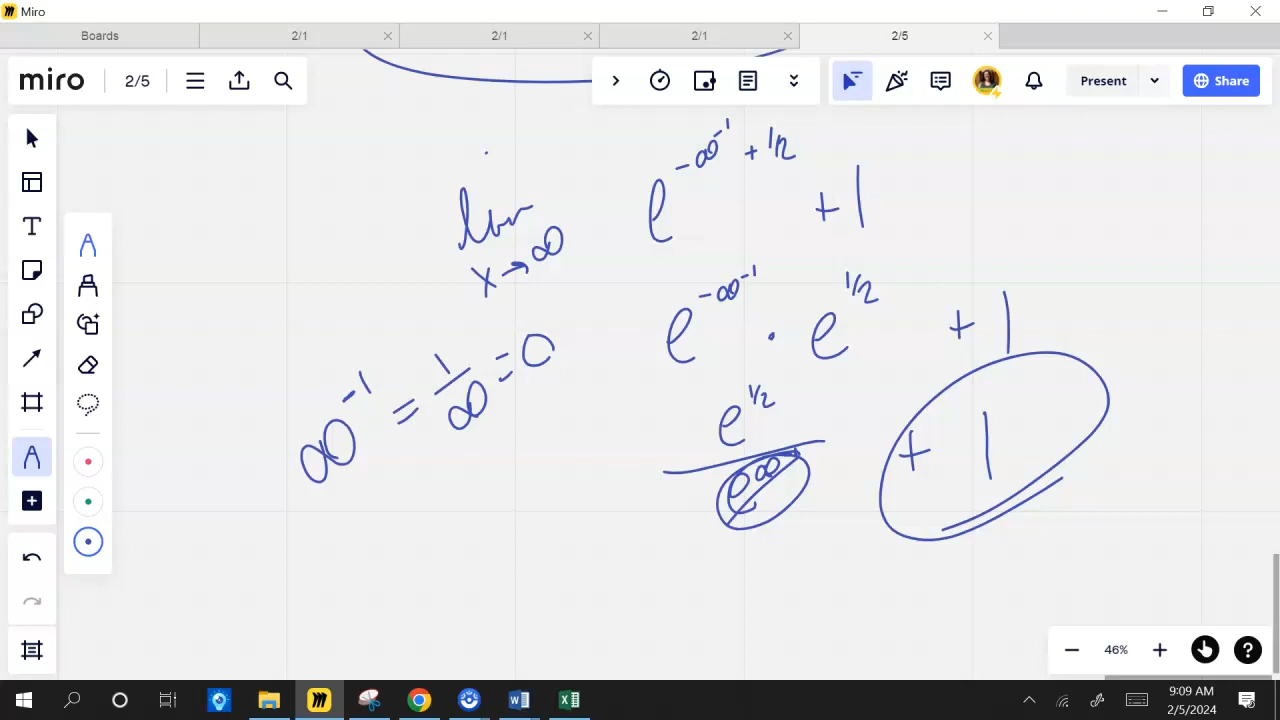 Miro
Boards
2/1
2/1
2/1
2/5
miro
2/5
Present
Share
lim
x→∞
e^{-∞^{-1} + 1/2} + 1
e^{-∞^{-1}} · e^{1/2} + 1
∞^{-1} = 1/∞ = 0
e^{1/2}
e^{∞}
+ 1
T
46%
?
9:09 AM
2/5/2024